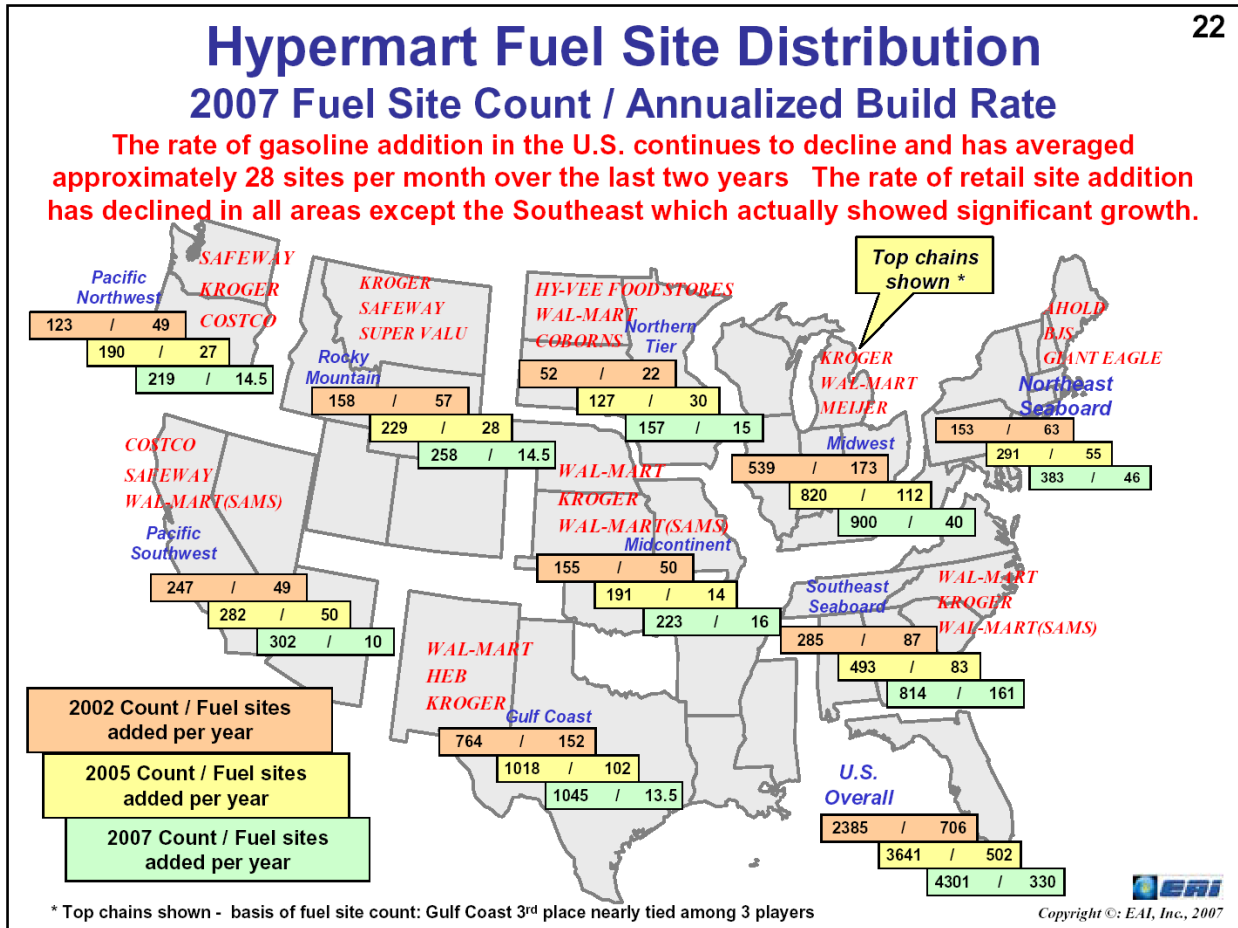 22
Hypermart Fuel Site Distribution
2007 Fuel Site Count / Annualized Build Rate
The rate of gasoline addition in the U.S. continues to decline and has averaged
approximately 28 sites per month over the last two years   The rate of retail site addition
has declined in all areas except the Southeast which actually showed significant growth.
Pacific
Northwest
SAFEWAY
KROGER
COSTCO
123 / 49
190 / 27
219 / 14.5
KROGER
SAFEWAY
SUPER VALU
Rocky
Mountain
158 / 57
229 / 28
258 / 14.5
HY-VEE FOOD STORES
WAL-MART
COBORNS
Northern
Tier
52 / 22
127 / 30
157 / 15
Top chains
shown *
KROGER
WAL-MART
MEIJER
Midwest
539 / 173
820 / 112
900 / 40
AHOLD
BJS
GIANT EAGLE
Northeast
Seaboard
153 / 63
291 / 55
383 / 46
COSTCO
SAFEWAY
WAL-MART(SAMS)
Pacific
Southwest
247 / 49
282 / 50
302 / 10
WAL-MART
KROGER
WAL-MART(SAMS)
Midcontinent
155 / 50
191 / 14
223 / 16
Southeast
Seaboard
WAL-MART
KROGER
WAL-MART(SAMS)
285 / 87
493 / 83
814 / 161
WAL-MART
HEB
KROGER
Gulf Coast
764 / 152
1018 / 102
1045 / 13.5
2002 Count / Fuel sites
added per year
2005 Count / Fuel sites
added per year
2007 Count / Fuel sites
added per year
U.S.
Overall
2385 / 706
3641 / 502
4301 / 330
* Top chains shown - basis of fuel site count: Gulf Coast 3rd place nearly tied among 3 players
EAI
Copyright ©: EAI, Inc., 2007